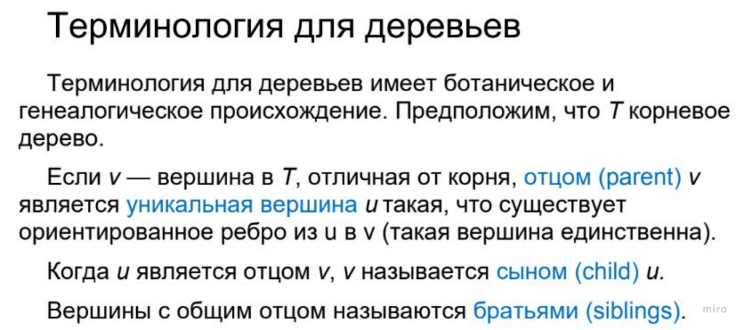 Терминология для деревьев
Терминология для деревьев имеет ботаническое и
генеалогическое происхождение. Предположим, что T корневое
дерево.
Если v — вершина в T, отличная от корня, отцом (parent) v
является уникальная вершина u такая, что существует
ориентированное ребро из u в v (такая вершина единственна).
Когда u является отцом v, v называется сыном (child) u.
Вершины с общим отцом называются братьями (siblings).
miro